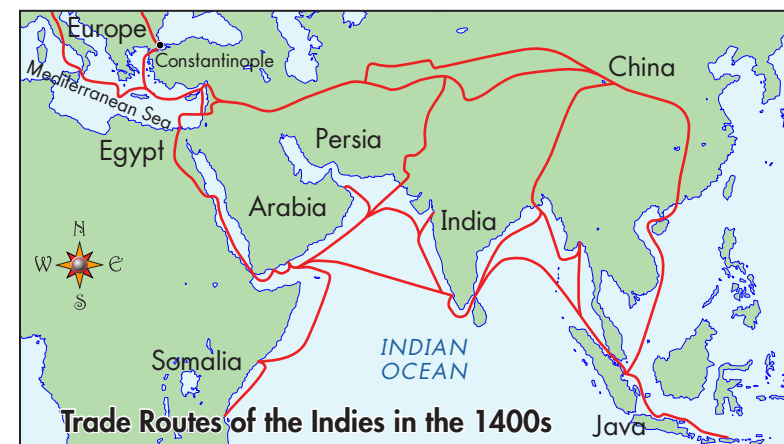 Europe
Constantinople
Mediterranean Sea
China
Egypt
Persia
Arabia
India
N
W E
S
INDIAN
OCEAN
Somalia
Trade Routes of the Indies in the 1400s
Java